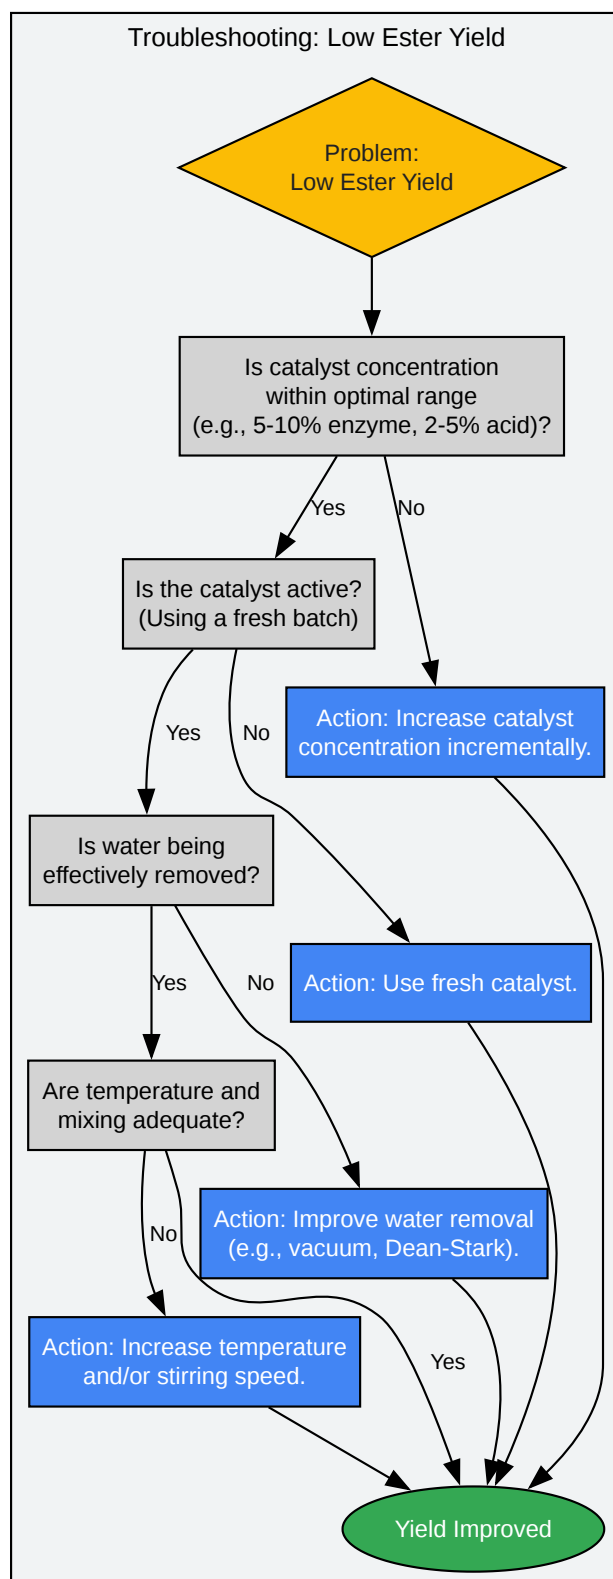 Troubleshooting: Low Ester Yield
Problem:
Low Ester Yield
Is catalyst concentration
within optimal range
(e.g., 5-10% enzyme, 2-5% acid)?
Yes
No
Is the catalyst active?
(Using a fresh batch)
Action: Increase catalyst
concentration incrementally.
Yes
No
Is water being
effectively removed?
Action: Use fresh catalyst.
Yes
No
Are temperature and
mixing adequate?
Action: Improve water removal
(e.g., vacuum, Dean-Stark).
No
Yes
Action: Increase temperature
and/or stirring speed.
Yield Improved